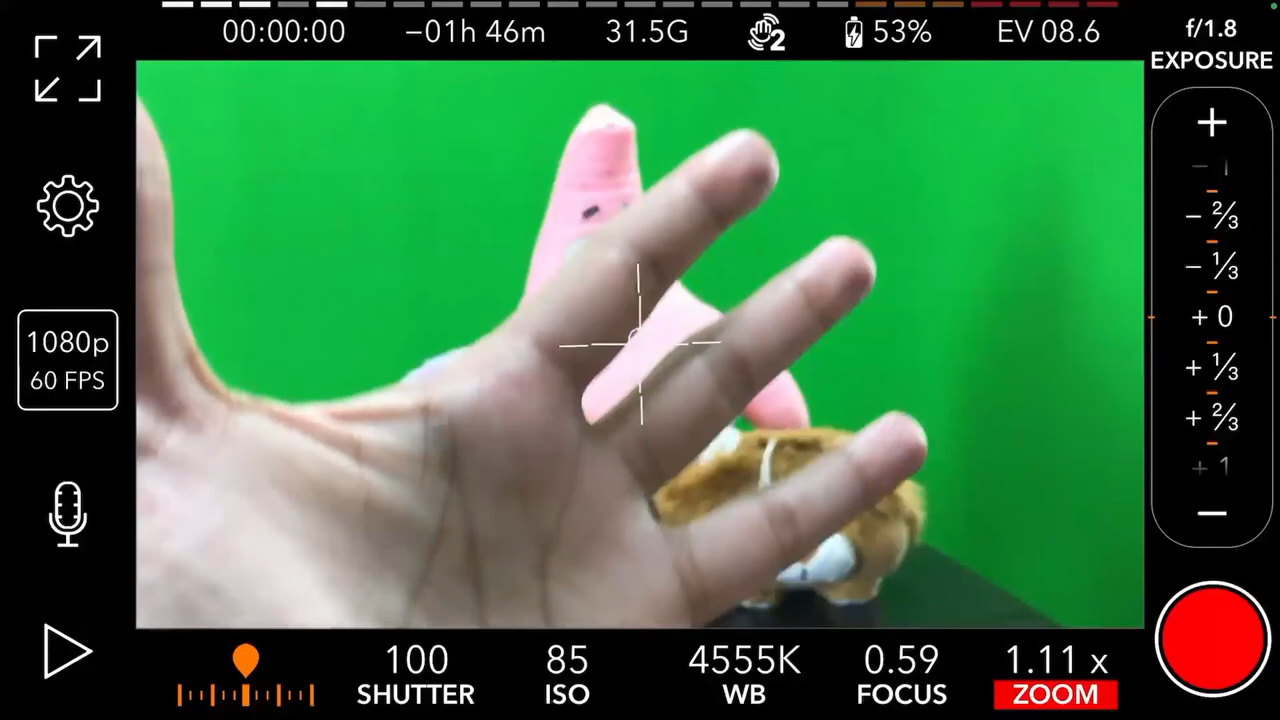 00:00:00 −01h 46m 31.5G 2 53% EV 08.6 f/1.8
EXPOSURE
+
− 1
− ⅔
− ⅓
1080p
60 FPS
+ 0
+ ⅓
+ ⅔
+ 1
−
100 85 4555K 0.59 1.11 x
SHUTTER ISO WB FOCUS ZOOM